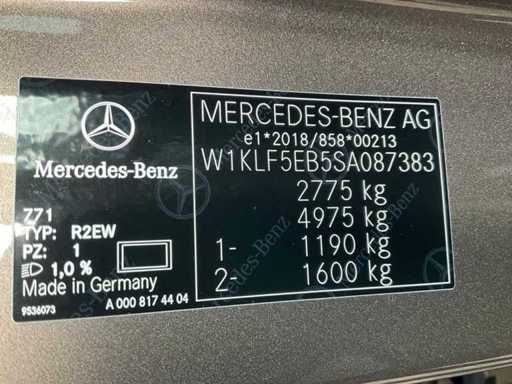 MERCEDES-BENZ AG
e1*2018/858*00213
W1KLF5EB5SA087383
2775 kg
4975 kg
1- 1190 kg
2- 1600 kg
Mercedes-Benz
Z71
TYP: R2EW
PZ: 1
1,0 %
Made in Germany
9536073 A 000 817 44 04